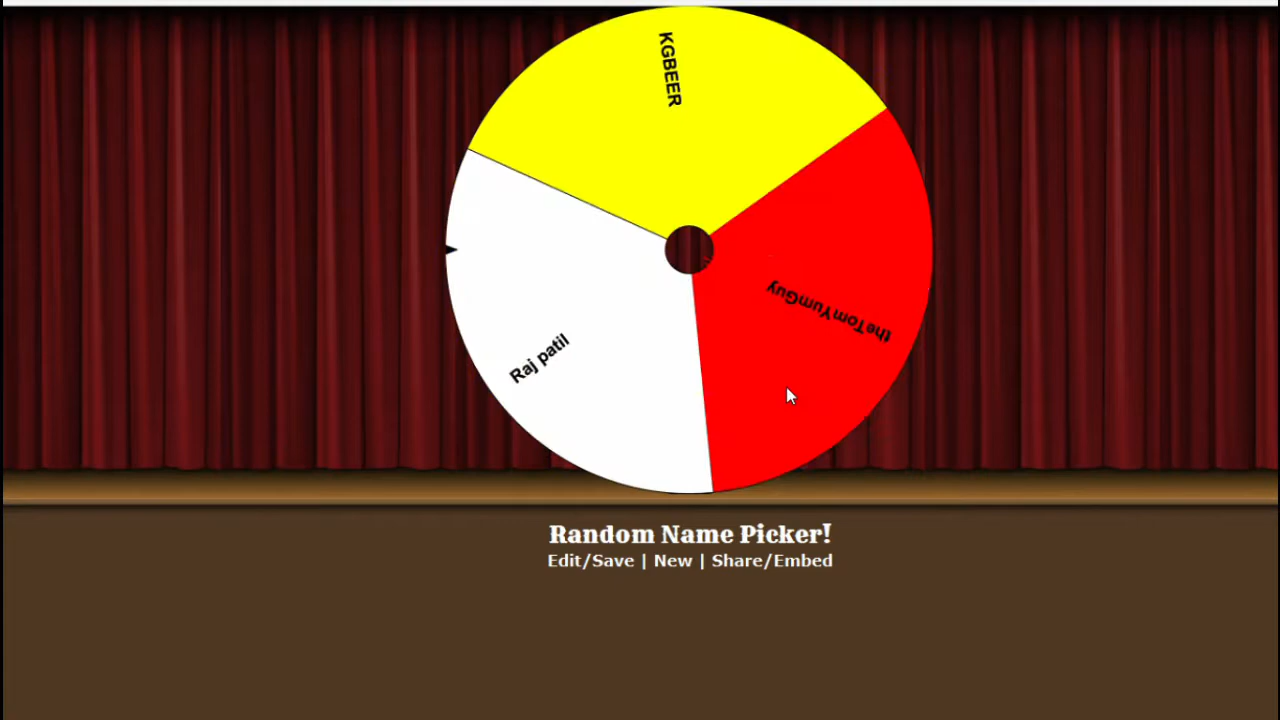 KGBEER
theTomYumGuy
Raj patil
Random Name Picker!
Edit/Save | New | Share/Embed